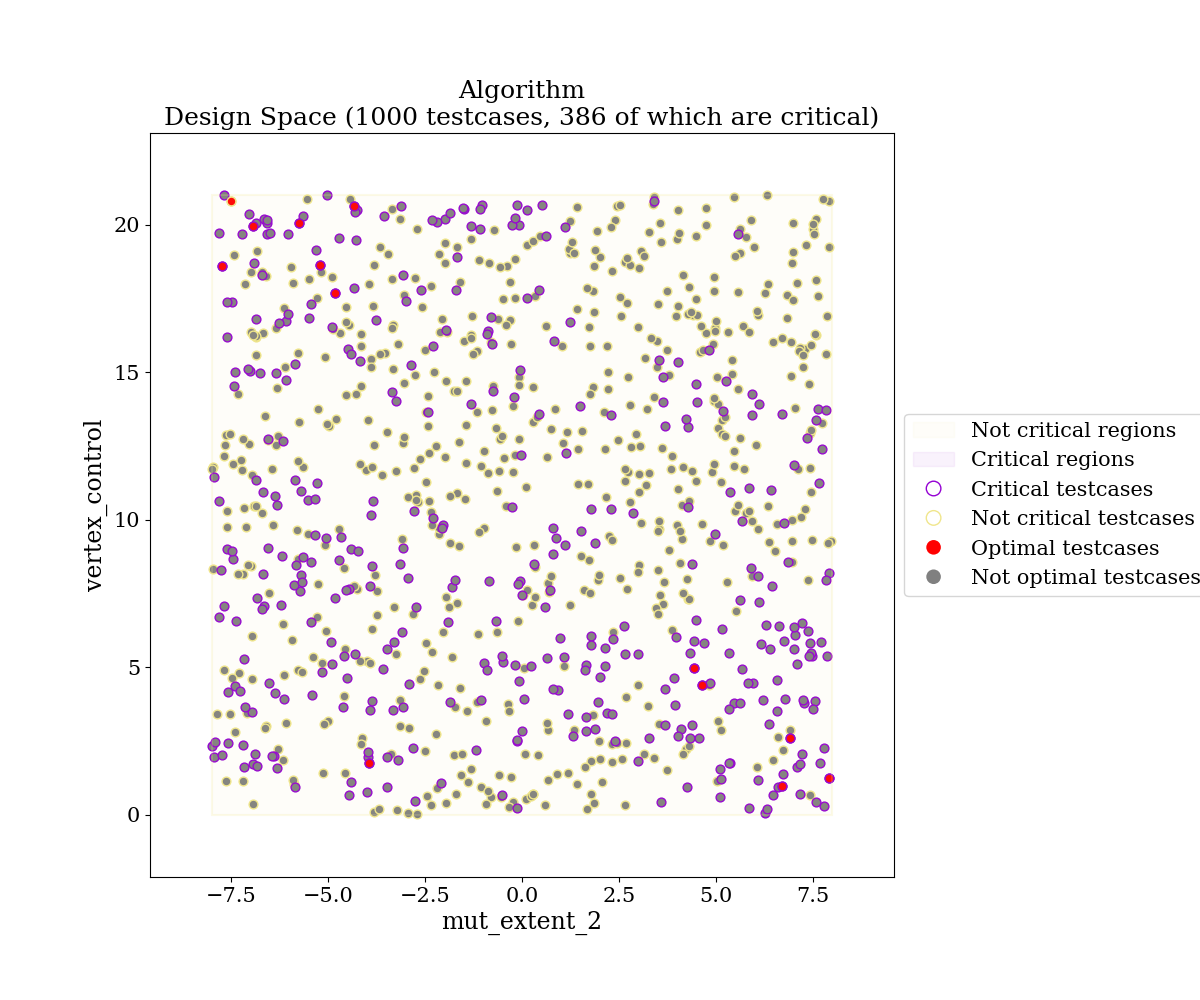 Algorithm
Design Space (1000 testcases, 386 of which are critical)
vertex_control
20
15
10
5
0
−7.5
−5.0
−2.5
0.0
2.5
5.0
7.5
mut_extent_2
Not critical regions
Critical regions
Critical testcases
Not critical testcases
Optimal testcases
Not optimal testcases